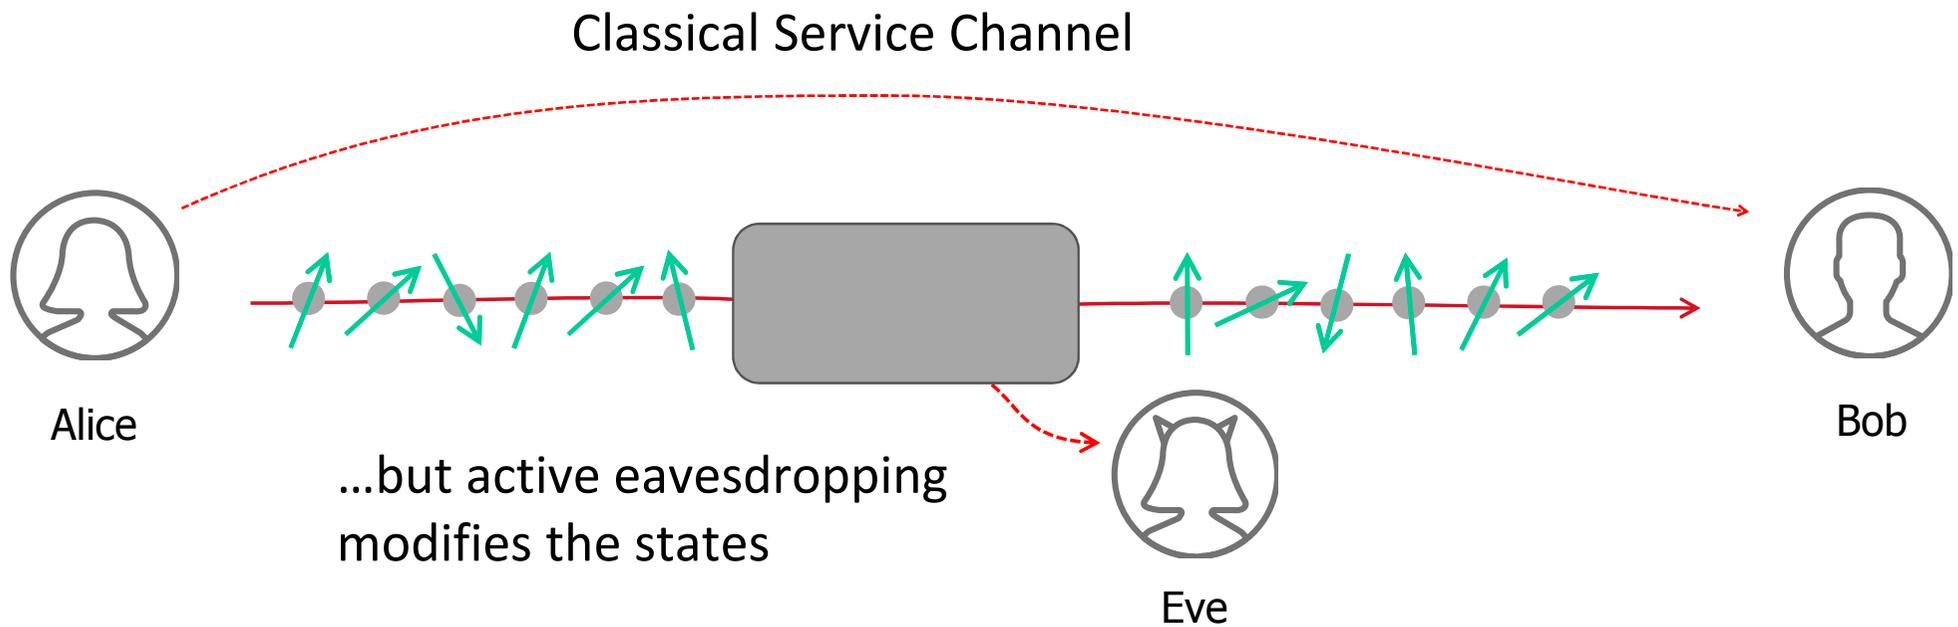 Classical Service Channel
Alice
Bob
…but active eavesdropping
modifies the states
Eve